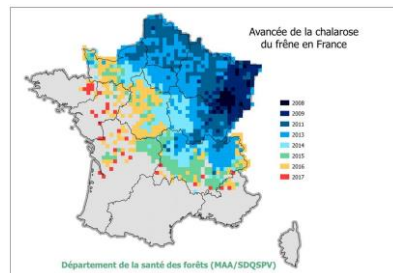 Avancée de la chalarose
du frêne en France
2008
2009
2011
2013
2014
2015
2016
2017
Département de la santé des forêts (MAA/SDQSPV)